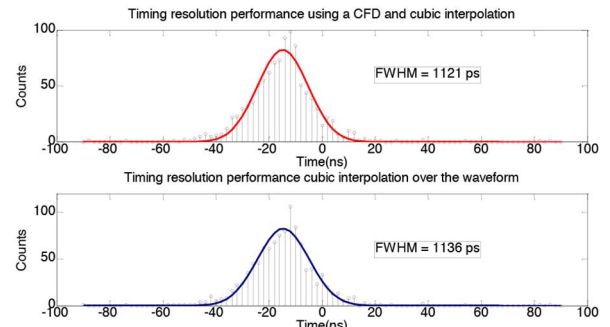 Timing resolution performance using a CFD and cubic interpolation
100
50
0
Counts
FWHM = 1121 ps
-100 -80 -60 -40 -20 0 20 40 60 80 100
Time(ns)
Timing resolution performance cubic interpolation over the waveform
100
50
0
Counts
FWHM = 1136 ps
-100 -80 -60 -40 -20 0 20 40 60 80 100
Time(ns)